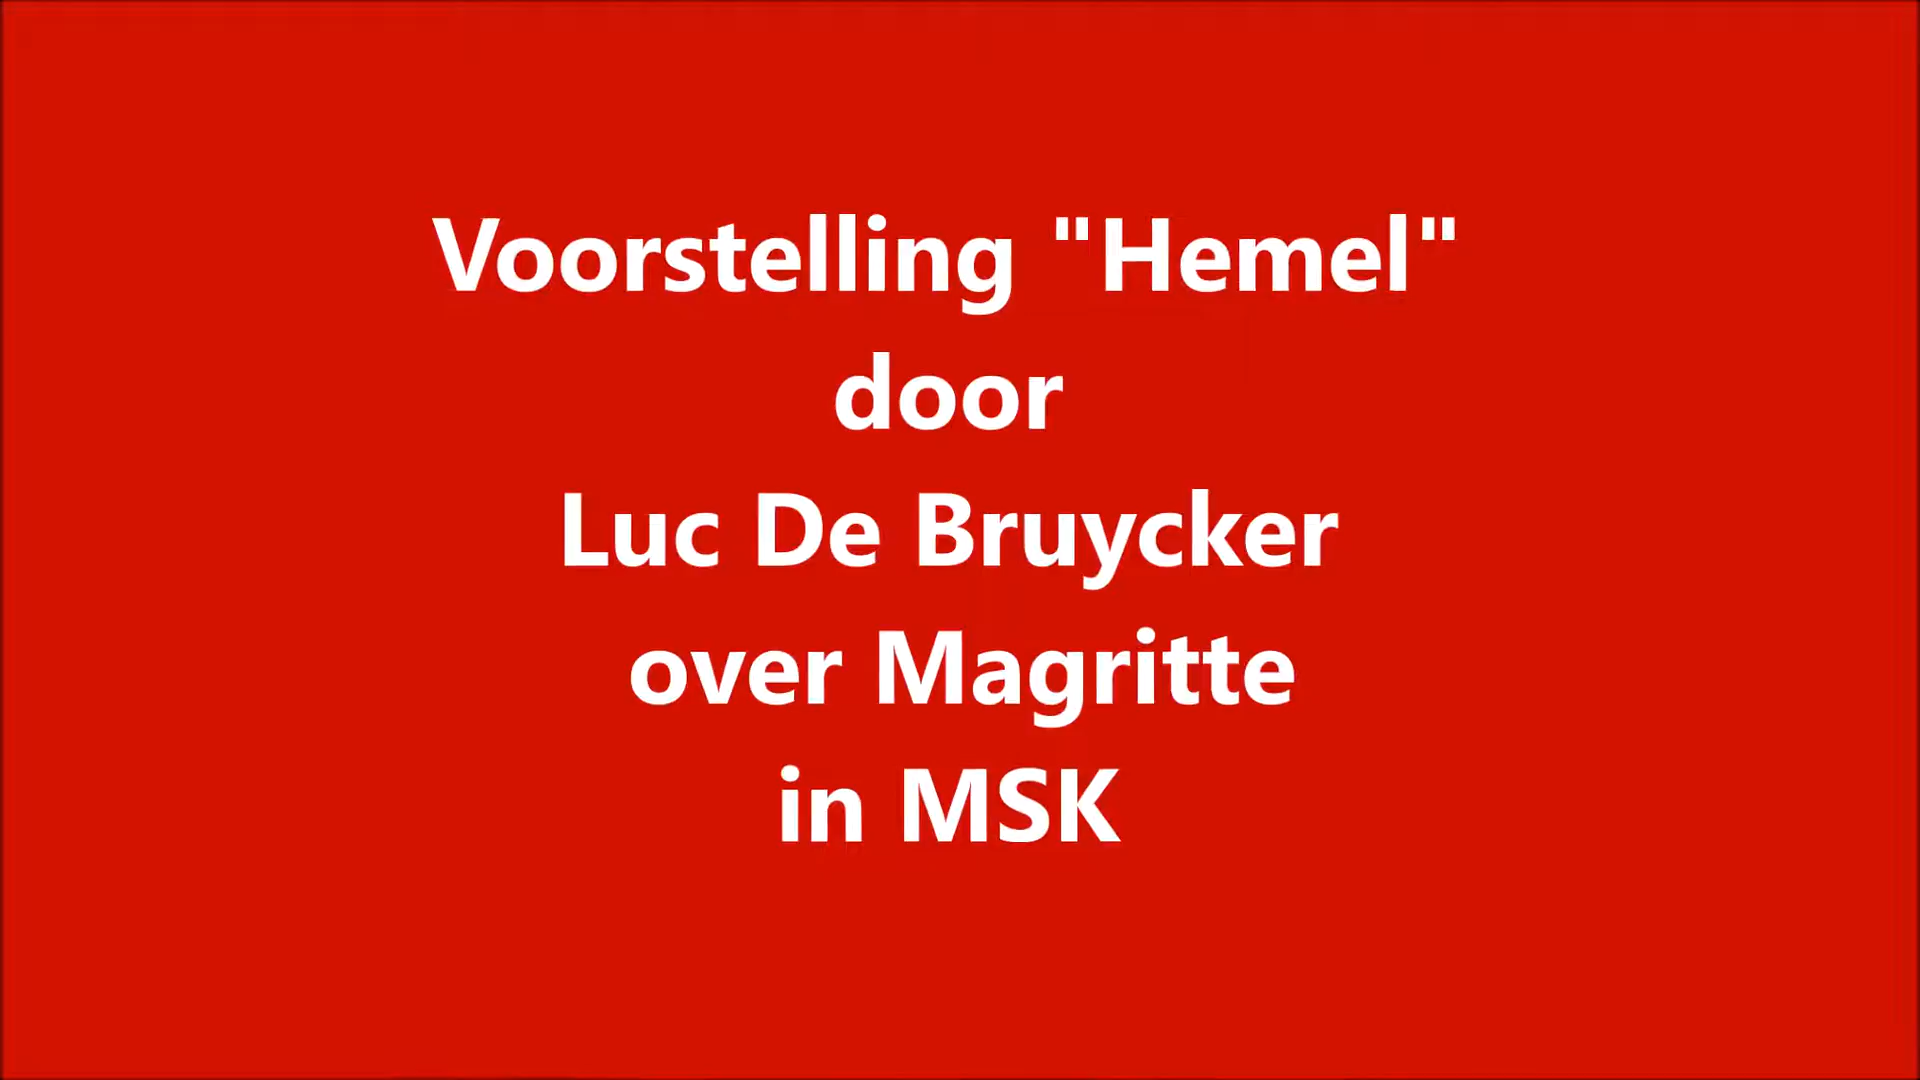 Voorstelling "Hemel"
door
Luc De Bruycker
over Magritte
in MSK